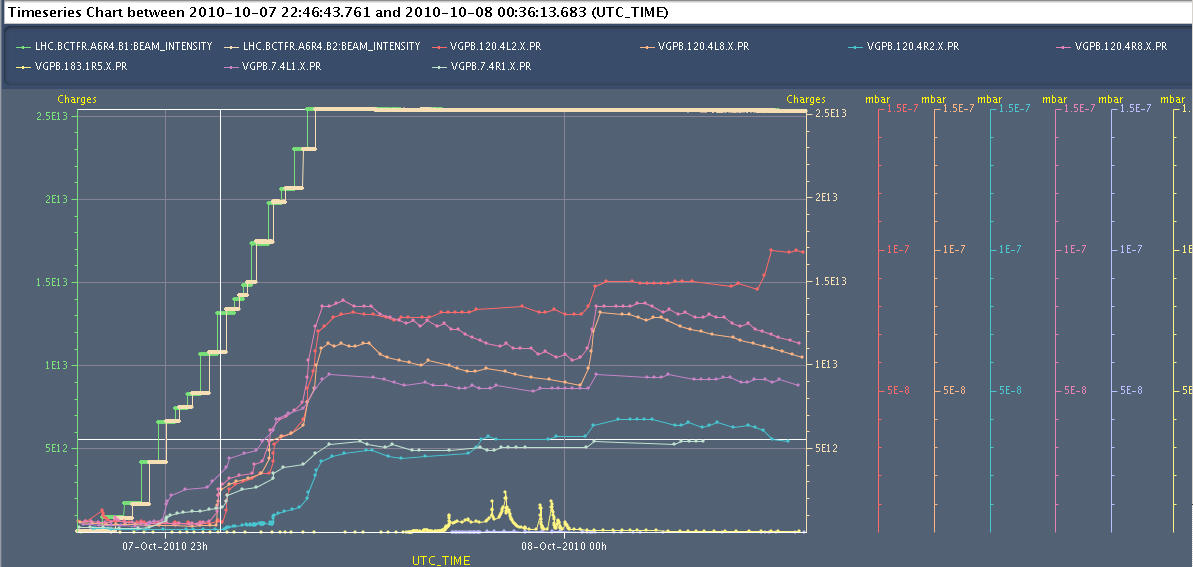 Timeseries Chart between 2010-10-07 22:46:43.761 and 2010-10-08 00:36:13.683 (UTC_TIME)
LHC.BCTFR.A6R4.B1:BEAM_INTENSITY LHC.BCTFR.A6R4.B2:BEAM_INTENSITY VGPB.120.4L2.X.PR VGPB.120.4L8.X.PR VGPB.120.4R2.X.PR VGPB.120.4R8.X.PR
VGPB.183.1R5.X.PR VGPB.7.4L1.X.PR VGPB.7.4R1.X.PR
Charges Charges mbar mbar mbar mbar mbar mbar
2.5E13 2.5E13 1.5E-7 1.5E-7 1.5E-7 1.5E-7 1.5E-7 1.
2E13 2E13
1.5E13 1.5E13 1E-7 1E-7 1E-7 1E-7 1E-7 1E
1E13 1E13
5E12 5E12 5E-8 5E-8 5E-8 5E-8 5E-8 5E
07-Oct-2010 23h 08-Oct-2010 00h
UTC_TIME